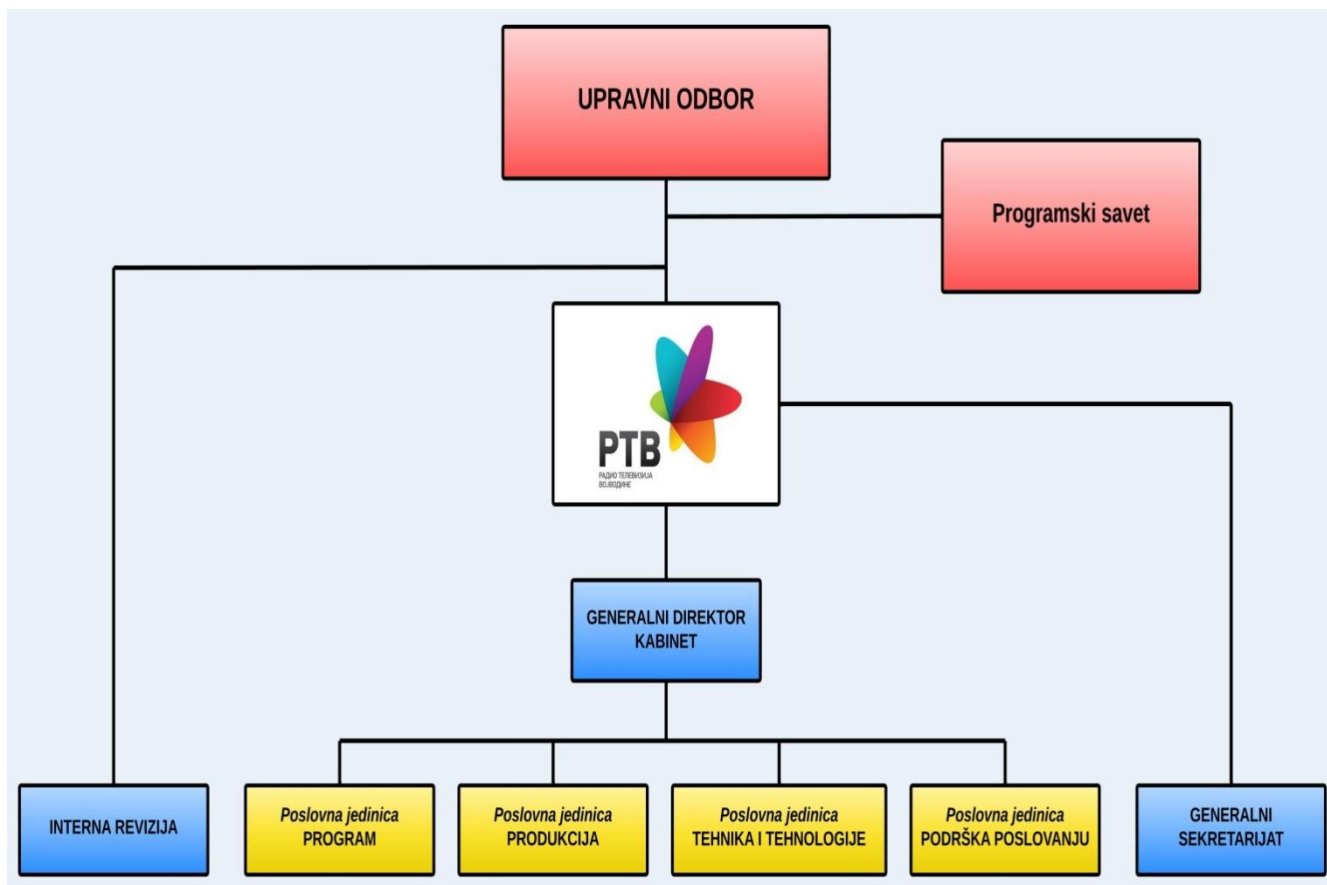 UPRAVNI ODBOR
Programski savet
РТВ
РАДИО ТЕЛЕВИЗИЈА
ВОЈВОДИНЕ
GENERALNI DIREKTOR
KABINET
INTERNA REVIZIJA
Poslovna jedinica
PROGRAM
Poslovna jedinica
PRODUKCIJA
Poslovna jedinica
TEHNIKA I TEHNOLOGIJE
Poslovna jedinica
PODRŠKA POSLOVANJU
GENERALNI
SEKRETARIJAT